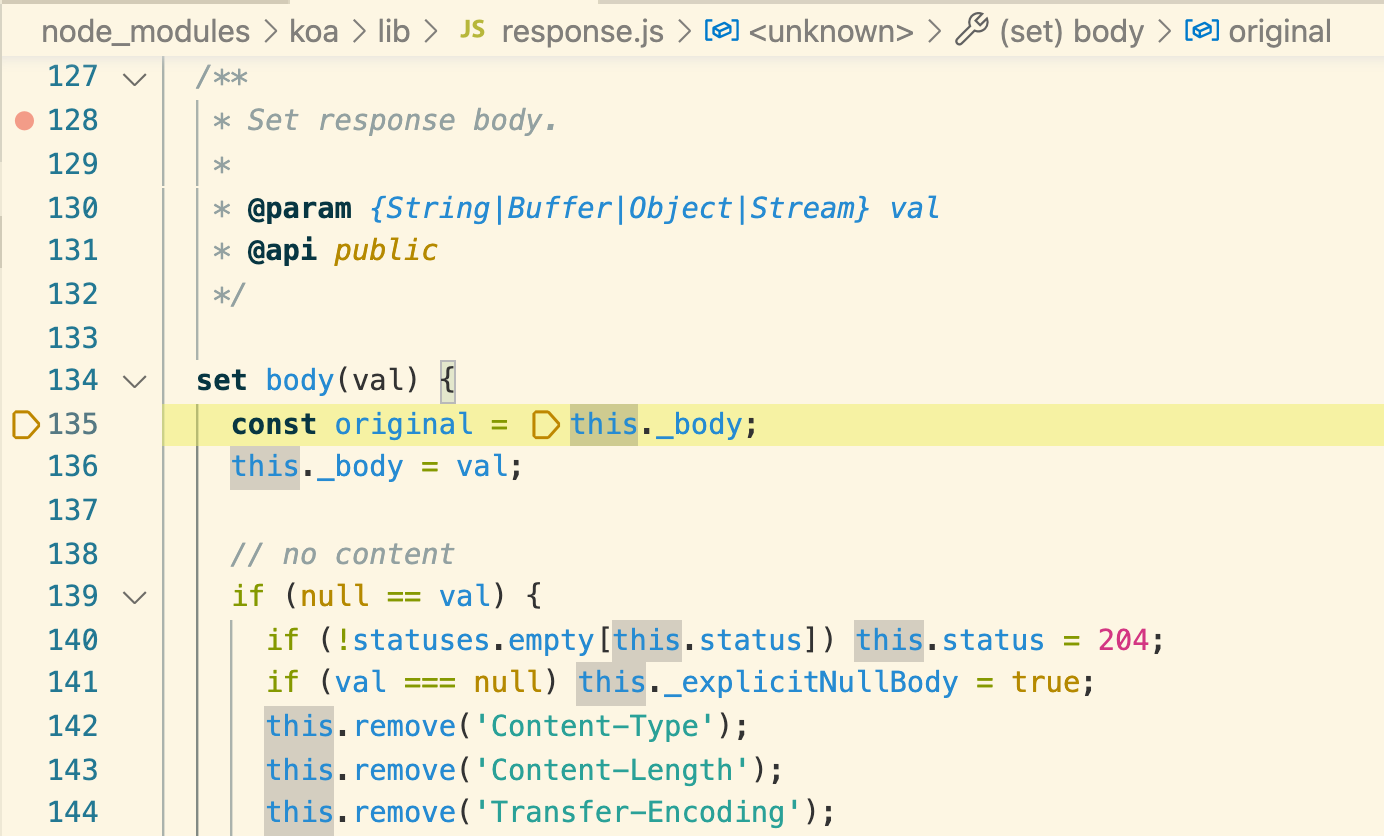 node_modules > koa > lib > JS response.js > <unknown> > (set) body > original
127 /**
128 * Set response body.
129 *
130 * @param {String|Buffer|Object|Stream} val
131 * @api public
132 */
133
134 set body(val) {
135 const original = this._body;
136 this._body = val;
137
138 // no content
139 if (null == val) {
140 if (!statuses.empty[this.status]) this.status = 204;
141 if (val === null) this._explicitNullBody = true;
142 this.remove('Content-Type');
143 this.remove('Content-Length');
144 this.remove('Transfer-Encoding');